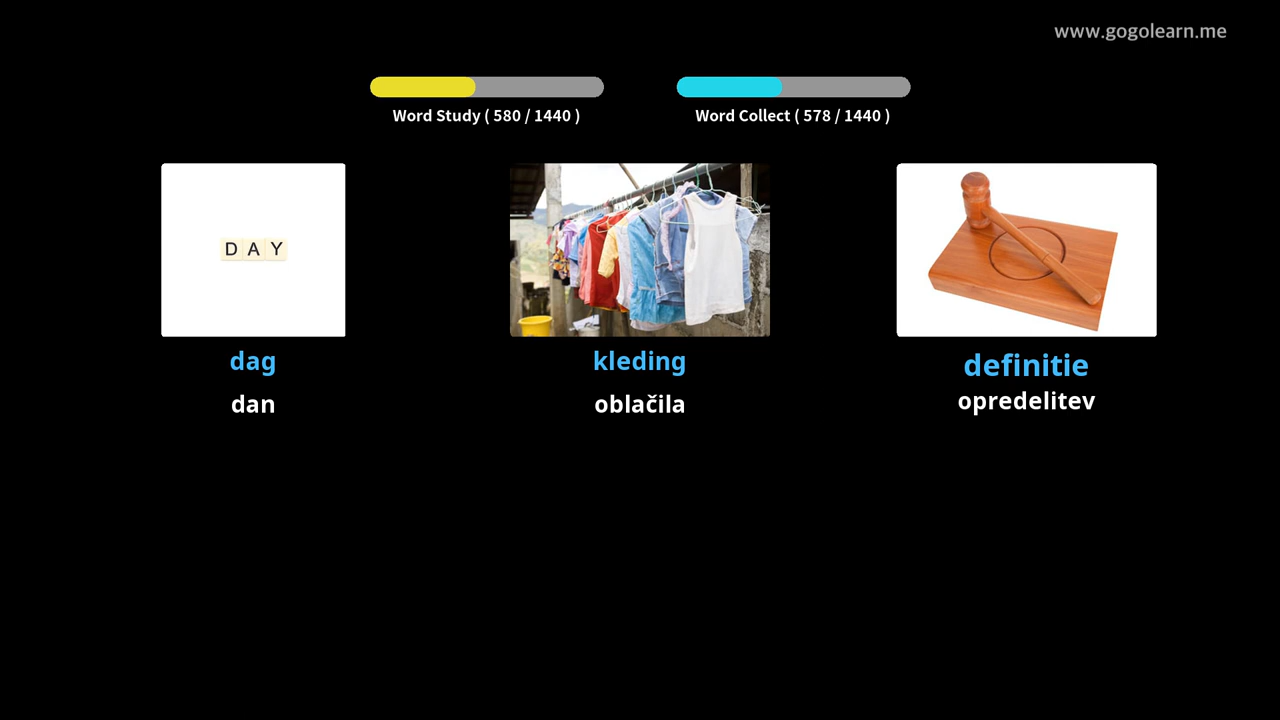 www.gogolearn.me
Word Study ( 580 / 1440 )
Word Collect ( 578 / 1440 )
DAY
dag
kleding
definitie
dan
oblačila
opredelitev